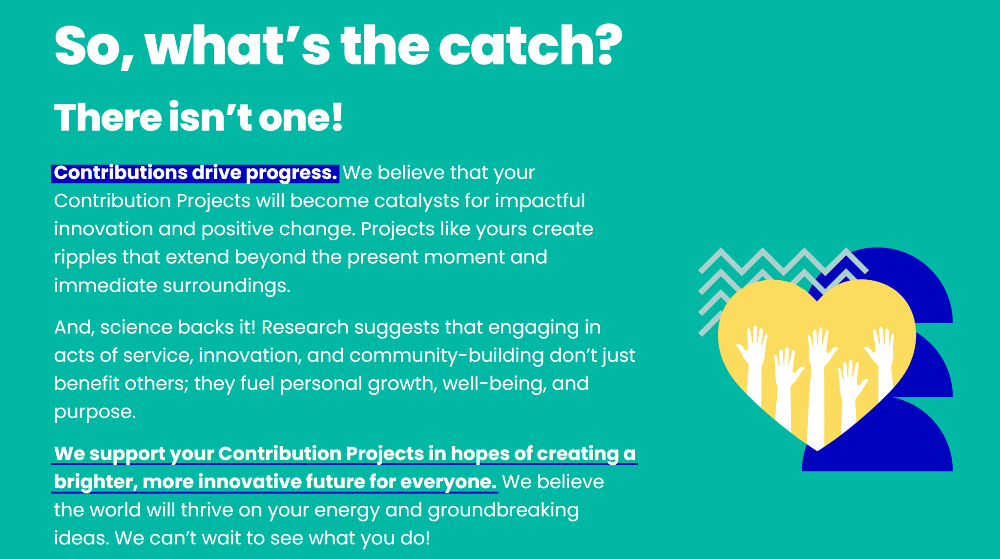 So, what’s the catch?
There isn’t one!
Contributions drive progress. We believe that your
Contribution Projects will become catalysts for impactful
innovation and positive change. Projects like yours create
ripples that extend beyond the present moment and
immediate surroundings.
And, science backs it! Research suggests that engaging in
acts of service, innovation, and community-building don’t just
benefit others; they fuel personal growth, well-being, and
purpose.
We support your Contribution Projects in hopes of creating a
brighter, more innovative future for everyone. We believe
the world will thrive on your energy and groundbreaking
ideas. We can’t wait to see what you do!